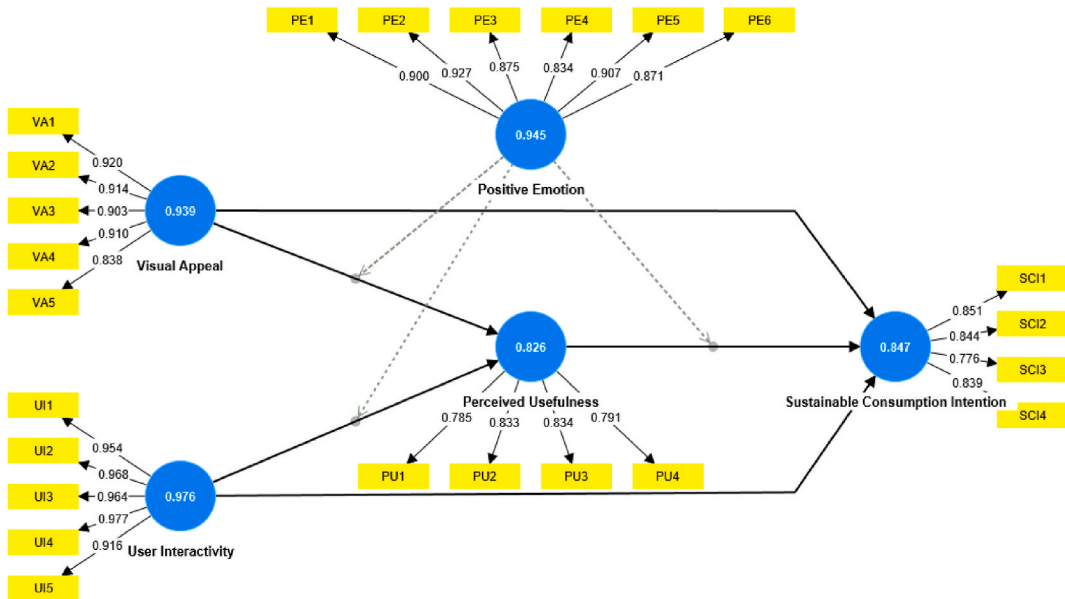 PE1 PE2 PE3 PE4 PE5 PE6
0.900 0.927 0.875 0.834 0.907 0.871
0.945
Positive Emotion
VA1
0.920
VA2
0.914
VA3
0.903
0.939
VA4
0.910
0.838
VA5
Visual Appeal
0.826
Perceived Usefulness
0.785 0.833 0.834 0.791
PU1 PU2 PU3 PU4
0.847
Sustainable Consumption Intention
SCI1
0.851
SCI2
0.844
0.776
SCI3
0.839
SCI4
UI1
0.954
UI2
0.968
UI3
0.964
0.976
0.977
UI4
0.916
UI5
User Interactivity